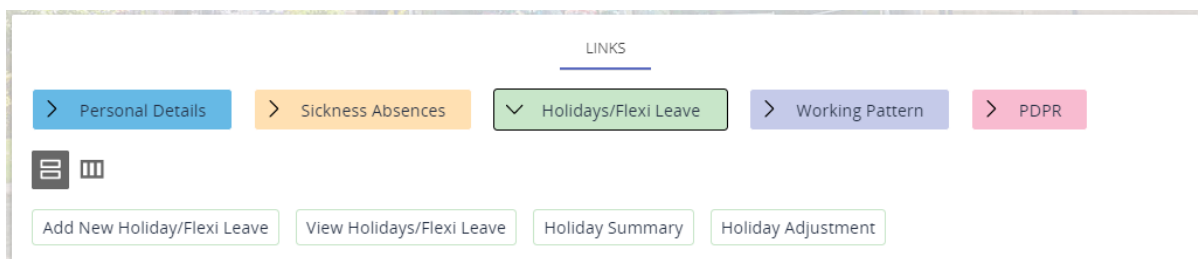 LINKS
Personal Details Sickness Absences Holidays/Flexi Leave Working Pattern PDPR
Add New Holiday/Flexi Leave View Holidays/Flexi Leave Holiday Summary Holiday Adjustment